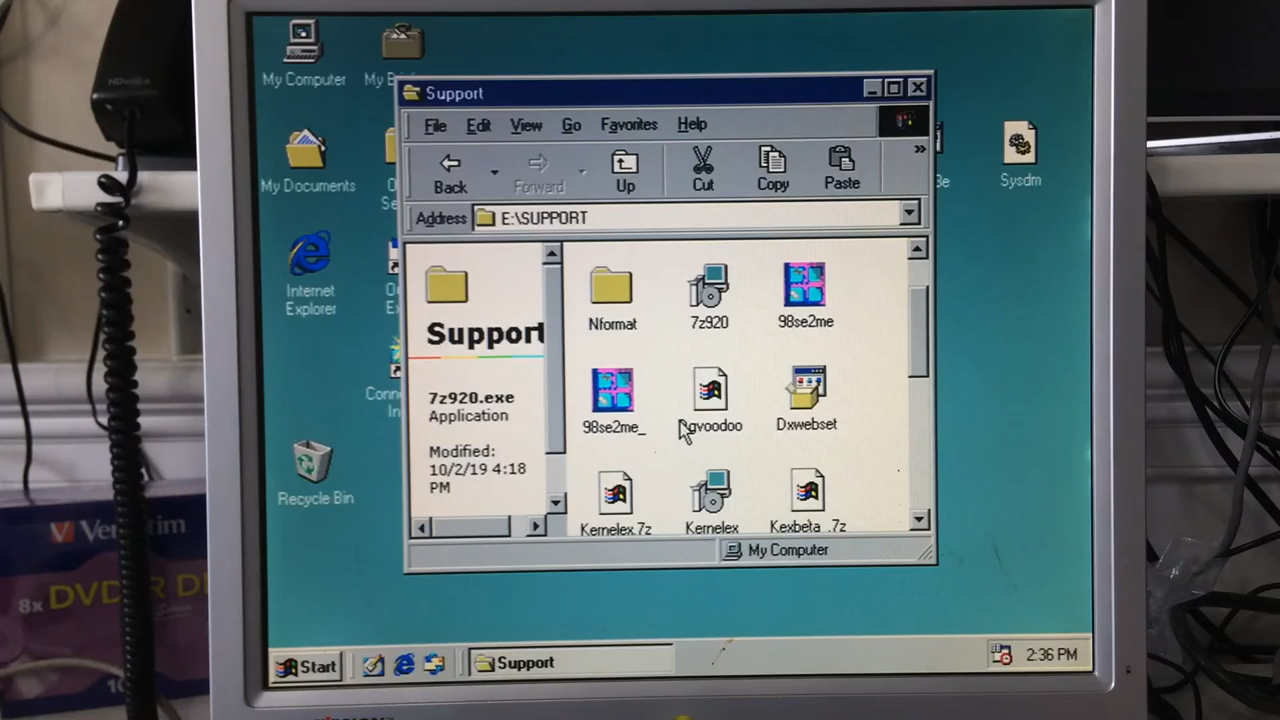 My Computer
My Documents
Internet
Explorer
Recycle Bin
Sysdm
Support
File Edit View Go Favorites Help
Back Forward Up Cut Copy Paste
Address E:\SUPPORT
Support
7z920.exe
Application
Modified:
10/2/19 4:18
PM
Nformat 7z920 98se2me
98se2me_ Dxwebset
Kernelex.7z Kernelex Kexbeta_.7z
My Computer
Start Support 2:36 PM
Verbatim
8x DVD